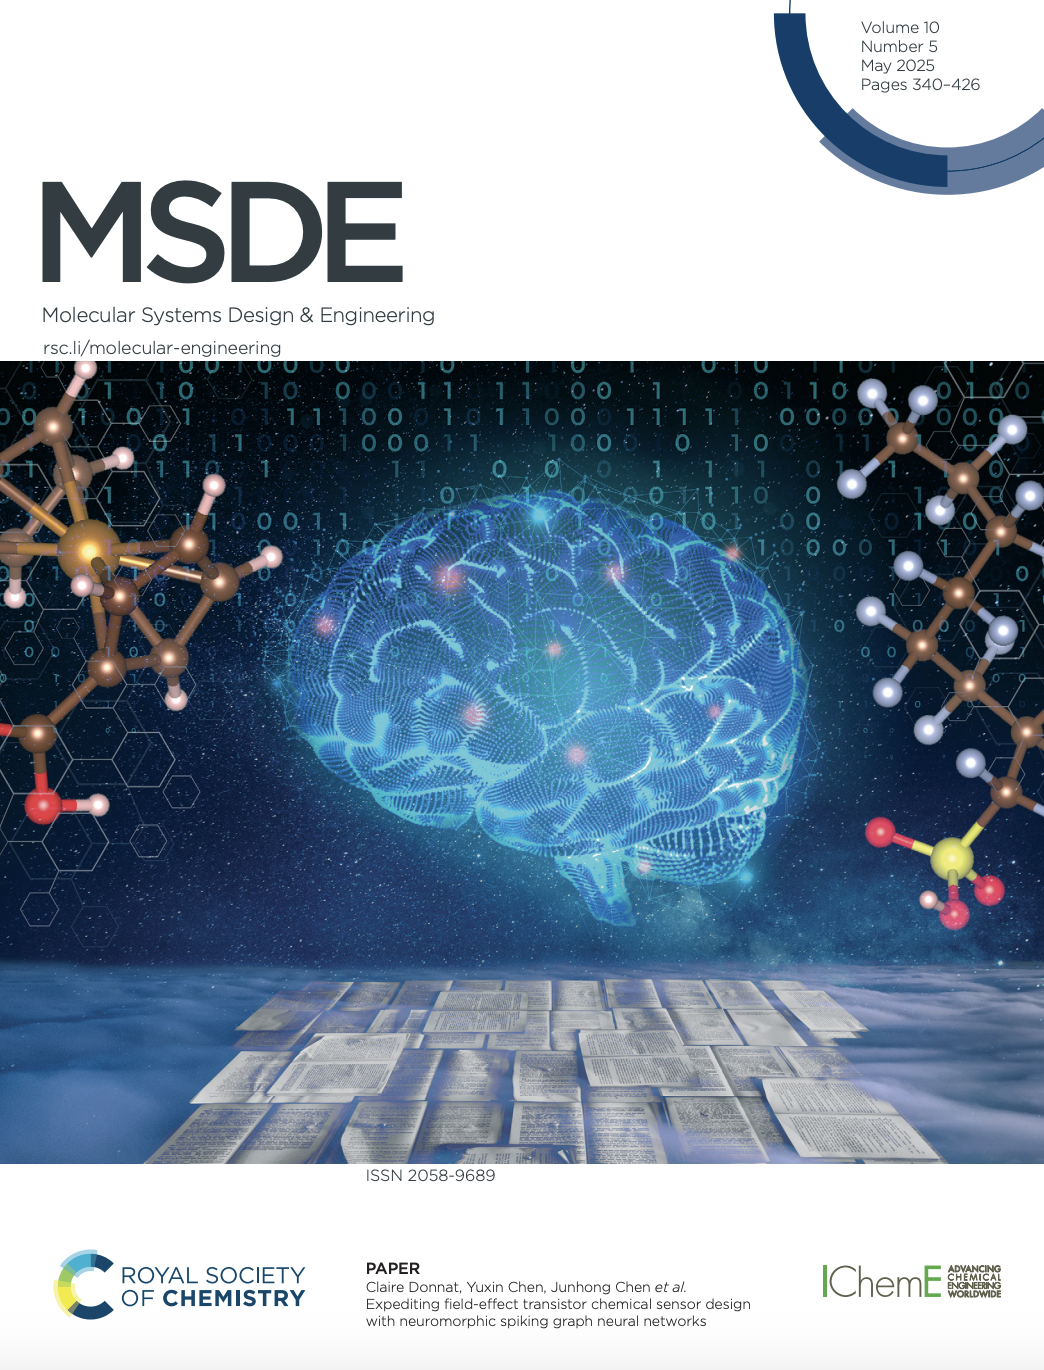 Volume 10
Number 5
May 2025
Pages 340–426
MSDE
Molecular Systems Design & Engineering
rsc.li/molecular-engineering
ISSN 2058-9689
ROYAL SOCIETY
OF CHEMISTRY
PAPER
Claire Donnat, Yuxin Chen, Junhong Chen et al.
Expediting field-effect transistor chemical sensor design
with neuromorphic spiking graph neural networks
IChemE
ADVANCING
CHEMICAL
ENGINEERING
WORLDWIDE